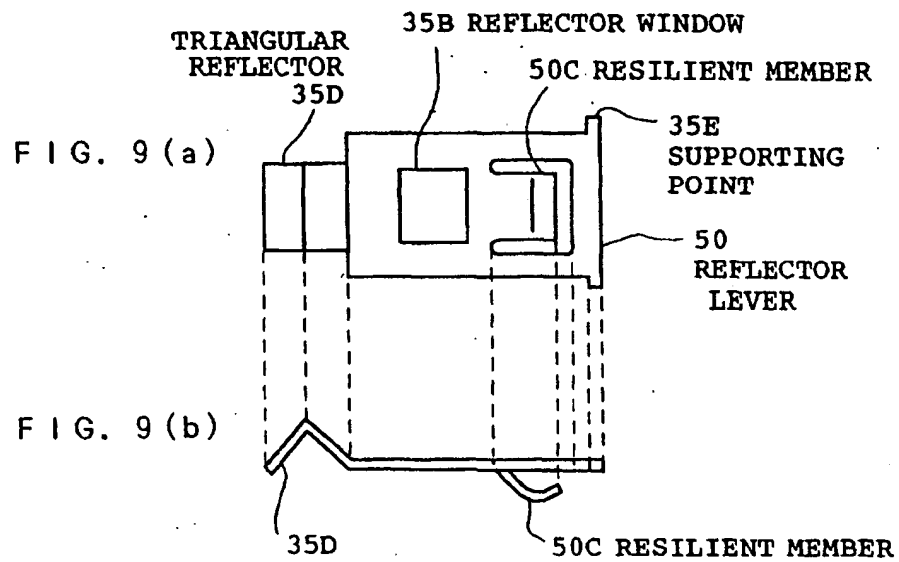 35B REFLECTOR WINDOW
TRIANGULAR
REFLECTOR
35D
50C RESILIENT MEMBER
FIG. 9(a)
35E
SUPPORTING
POINT
50
REFLECTOR
LEVER
FIG. 9(b)
35D
50C RESILIENT MEMBER